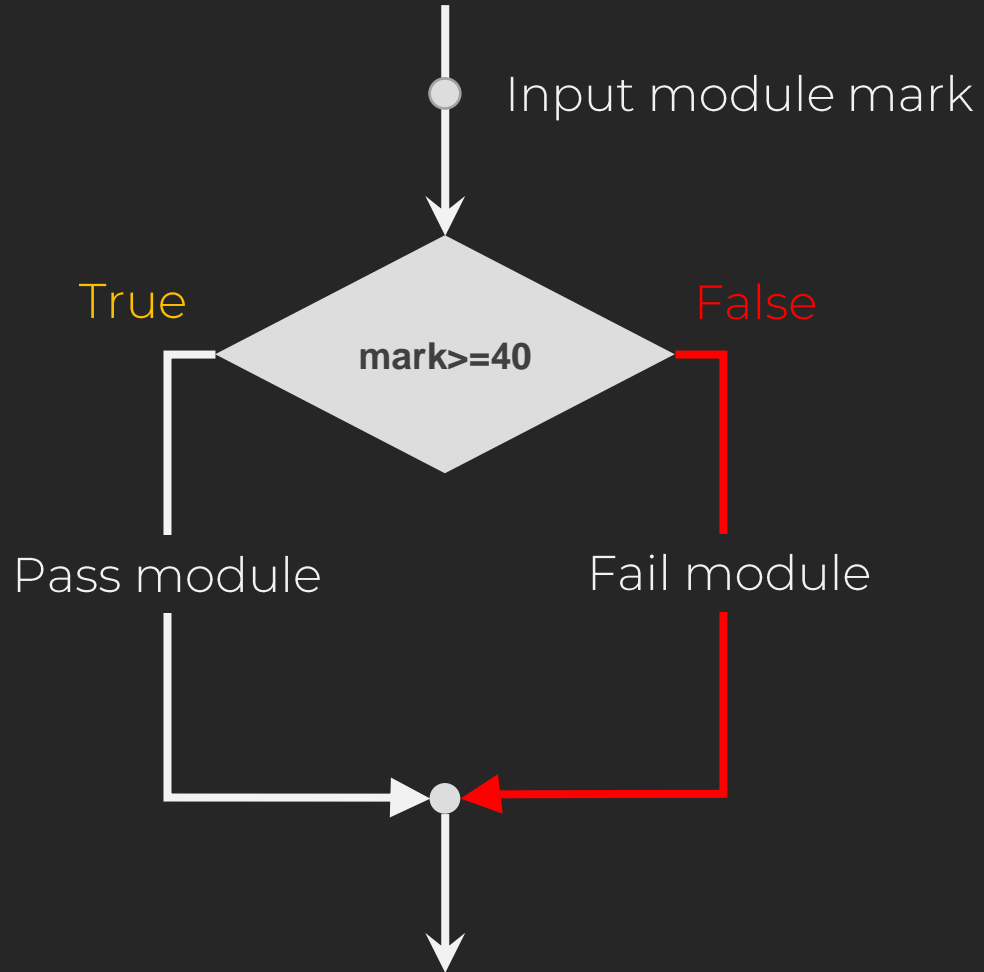 Input module mark
True
False
mark>=40
Pass module
Fail module